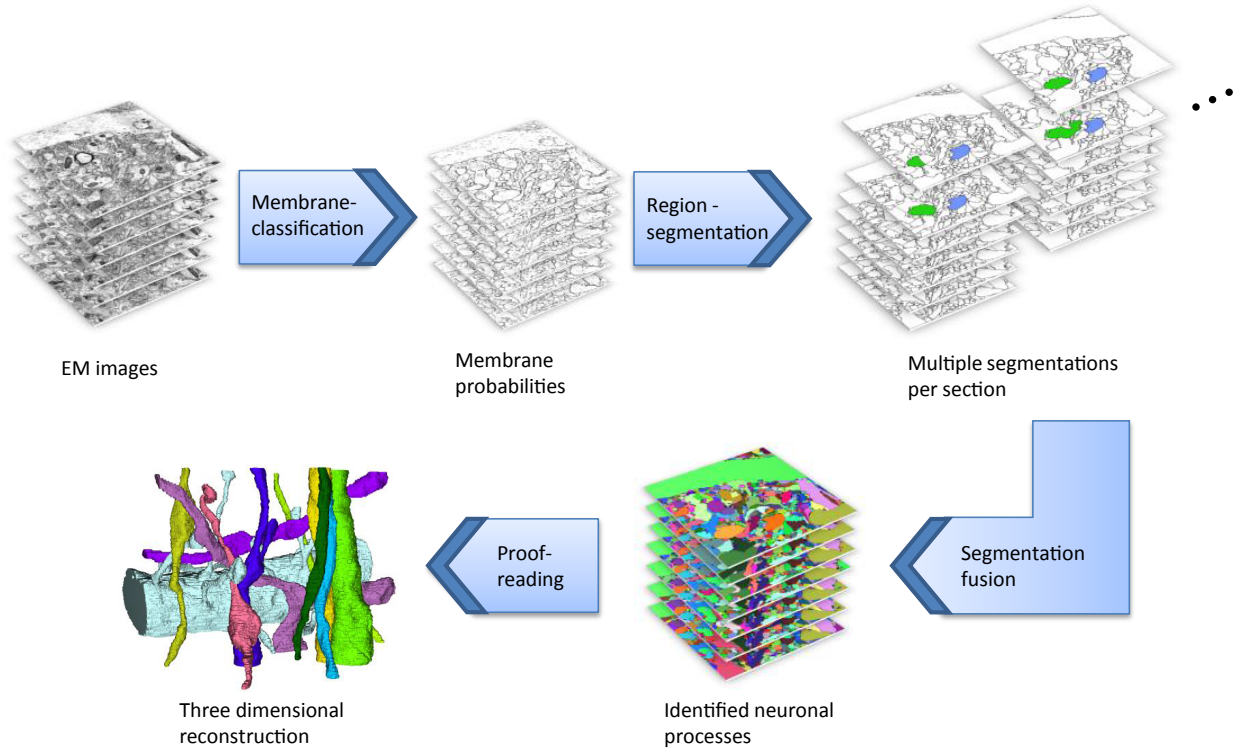 EM images
Membrane-
classification
Membrane
probabilities
Region -
segmentation
Multiple segmentations
per section
Segmentation
fusion
Identified neuronal
processes
Proof-
reading
Three dimensional
reconstruction